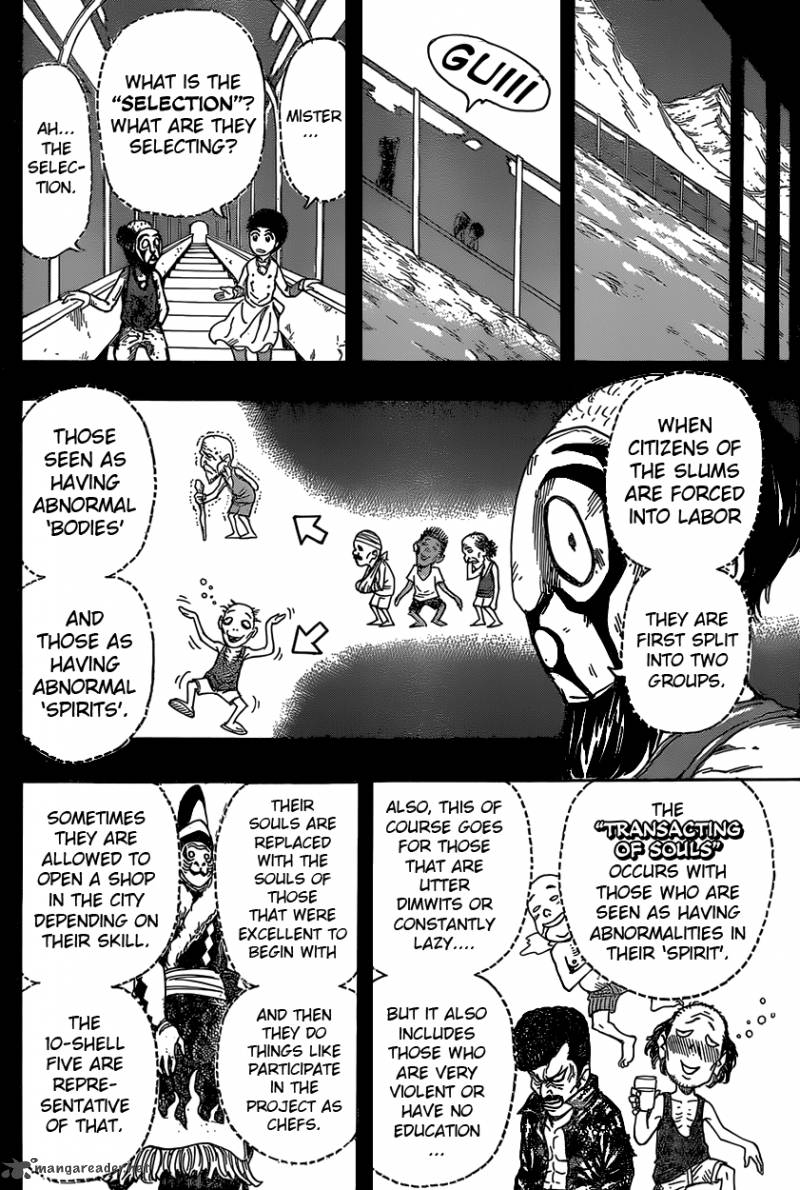 GUIII
MISTER
...
WHAT IS THE
"SELECTION"?
WHAT ARE THEY
SELECTING?
AH...
THE
SELEC-
TION.
WHEN
CITIZENS OF
THE SLUMS
ARE FORCED
INTO LABOR
THEY ARE
FIRST SPLIT
INTO TWO
GROUPS.
THOSE
SEEN AS
HAVING
ABNORMAL
'BODIES'
AND
THOSE AS
HAVING
ABNORMAL
'SPIRITS'.
THE
"TRANSACTING
OF SOULS"
OCCURS WITH
THOSE WHO ARE
SEEN AS HAVING
ABNORMALITIES
IN THEIR 'SPIRIT'.
ALSO, THIS OF
COURSE GOES
FOR THOSE
THAT ARE
UTTER
DIMWITS OR
CONSTANTLY
LAZY....
BUT IT ALSO
INCLUDES
THOSE WHO
ARE VERY
VIOLENT OR
HAVE NO
EDUCATION
...
THEIR
SOULS ARE
REPLACED
WITH THE
SOULS OF
THOSE
THAT WERE
EXCELLENT TO
BEGIN WITH
AND THEN
THEY DO
THINGS LIKE
PARTICIPATE
IN THE
PROJECT AS
CHEFS.
SOMETIMES
THEY ARE
ALLOWED TO
OPEN A SHOP
IN THE CITY
DEPENDING ON
THEIR SKILL.
THE
10-SHELL
FIVE ARE
REPRE-
SENTATIVE
OF THAT.
mangareader.net